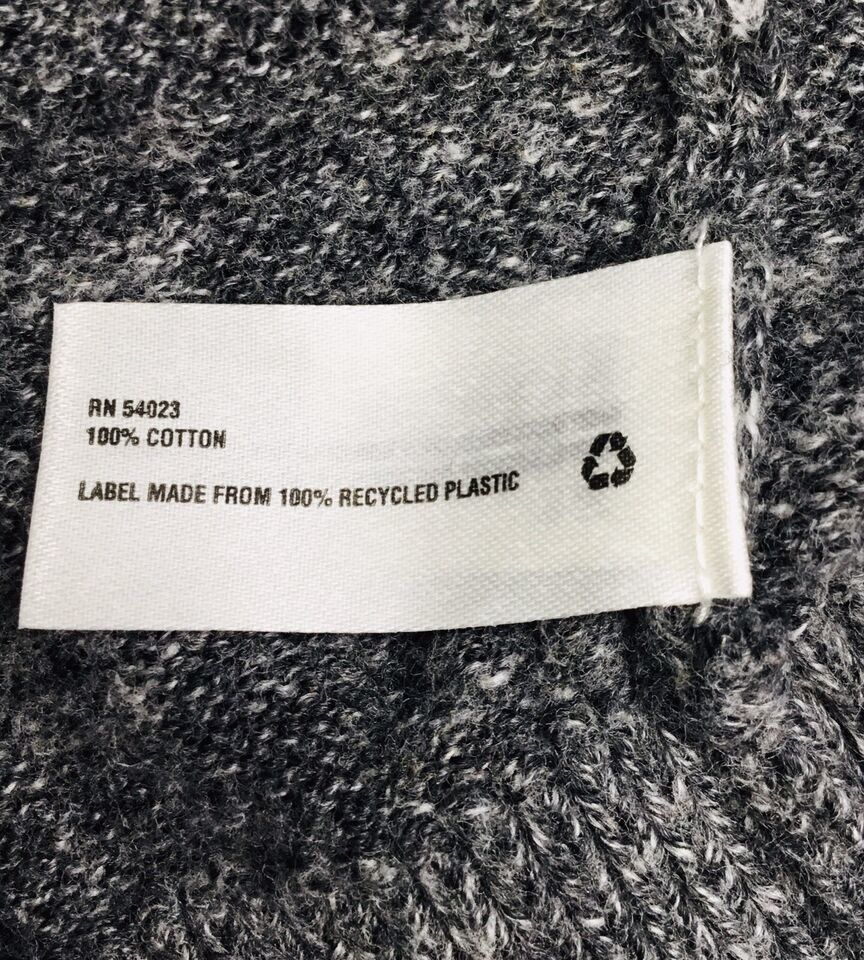 RN 54023
100% COTTON
LABEL MADE FROM 100% RECYCLED PLASTIC